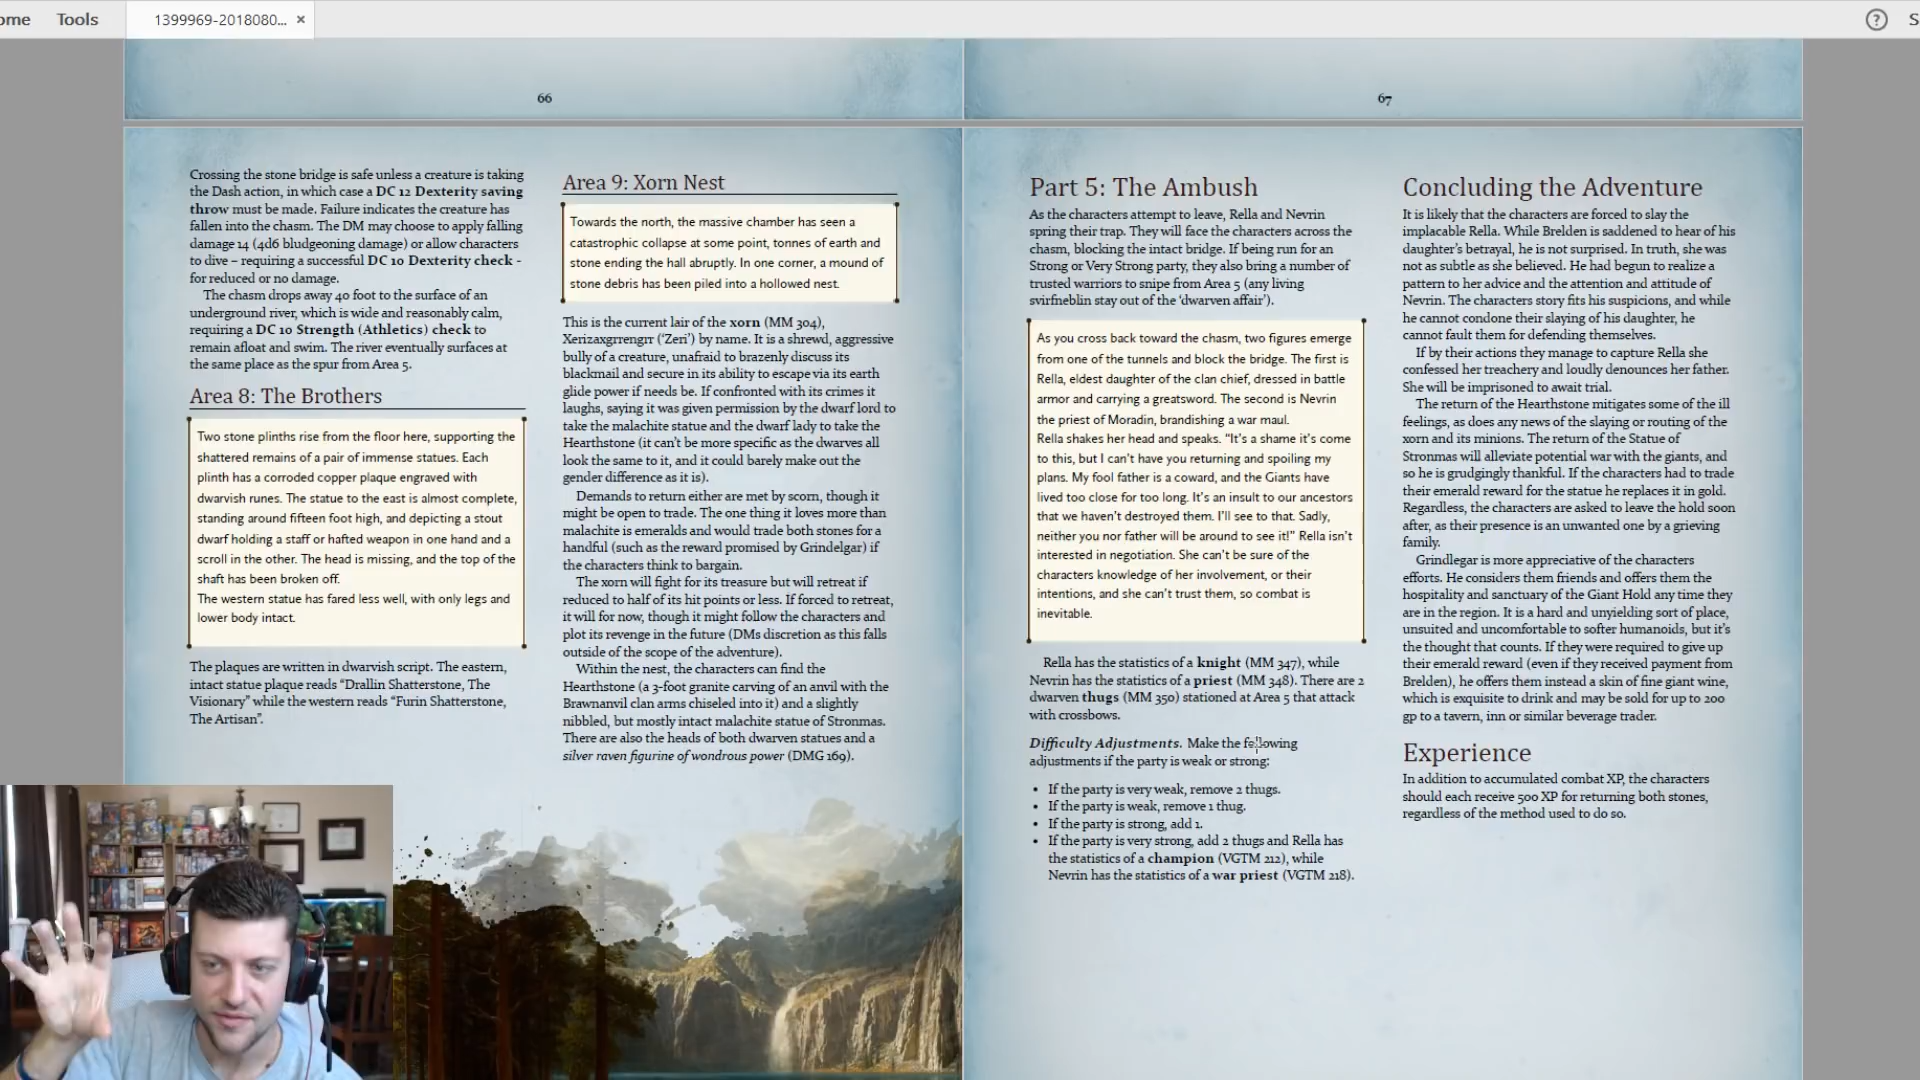 ome
Tools
1399969-2018080... ×
?
S
66
67
Crossing the stone bridge is safe unless a creature is taking
the Dash action, in which case a DC 12 Dexterity saving
throw must be made. Failure indicates the creature has
fallen into the chasm. The DM may choose to apply falling
damage 14 (4d6 bludgeoning damage) or allow characters
to dive – requiring a successful DC 10 Dexterity check -
for reduced or no damage.
The chasm drops away 40 foot to the surface of an
underground river, which is wide and reasonably calm,
requiring a DC 10 Strength (Athletics) check to
remain afloat and swim. The river eventually surfaces at
the same place as the spur from Area 5.
Area 8: The Brothers
Two stone plinths rise from the floor here, supporting the
shattered remains of a pair of immense statues. Each
plinth has a corroded copper plaque engraved with
dwarvish runes. The statue to the east is almost complete,
standing around fifteen foot high, and depicting a stout
dwarf holding a staff or hafted weapon in one hand and a
scroll in the other. The head is missing, and the top of the
shaft has been broken off.
The western statue has fared less well, with only legs and
lower body intact.
The plaques are written in dwarvish script. The eastern,
intact statue plaque reads “Drallin Shatterstone, The
Visionary” while the western reads “Furin Shatterstone,
The Artisan”.
Area 9: Xorn Nest
Towards the north, the massive chamber has seen a
catastrophic collapse at some point, tonnes of earth and
stone ending the hall abruptly. In one corner, a mound of
stone debris has been piled into a hollowed nest.
This is the current lair of the xorn (MM 304),
Xerizaxgrrengrr (‘Zeri’) by name. It is a shrewd, aggressive
bully of a creature, unafraid to brazenly discuss its
blackmail and secure in its ability to escape via its earth
glide power if needs be. If confronted with its crimes it
laughs, saying it was given permission by the dwarf lord to
take the malachite statue and the dwarf lady to take the
Hearthstone (it can’t be more specific as the dwarves all
look the same to it, and it could barely make out the
gender difference as it is).
Demands to return either are met by scorn, though it
might be open to trade. The one thing it loves more than
malachite is emeralds and would trade both stones for a
handful (such as the reward promised by Grindelgar) if
the characters think to bargain.
The xorn will fight for its treasure but will retreat if
reduced to half of its hit points or less. If forced to retreat,
it will for now, though it might follow the characters and
plot its revenge in the future (DMs discretion as this falls
outside of the scope of the adventure).
Within the nest, the characters can find the
Hearthstone (a 3-foot granite carving of an anvil with the
Brawnanvil clan arms chiseled into it) and a slightly
nibbled, but mostly intact malachite statue of Stronmas.
There are also the heads of both dwarven statues and a
silver raven figurine of wondrous power (DMG 169).
Part 5: The Ambush
As the characters attempt to leave, Rella and Nevrin
spring their trap. They will face the characters across the
chasm, blocking the intact bridge. If being run for an
Strong or Very Strong party, they also bring a number of
trusted warriors to snipe from Area 5 (any living
svirfneblin stay out of the ‘dwarven affair’).
As you cross back toward the chasm, two figures emerge
from one of the tunnels and block the bridge. The first is
Rella, eldest daughter of the clan chief, dressed in battle
armor and carrying a greatsword. The second is Nevrin
the priest of Moradin, brandishing a war maul.
Rella shakes her head and speaks. “It’s a shame it’s come
to this, but I can’t have you returning and spoiling my
plans. My fool father is a coward, and the Giants have
lived too close for too long. It’s an insult to our ancestors
that we haven’t destroyed them. I’ll see to that. Sadly,
neither you nor father will be around to see it!” Rella isn’t
interested in negotiation. She can’t be sure of the
characters knowledge of her involvement, or their
intentions, and she can’t trust them, so combat is
inevitable.
Rella has the statistics of a knight (MM 347), while
Nevrin has the statistics of a priest (MM 348). There are 2
dwarven thugs (MM 350) stationed at Area 5 that attack
with crossbows.
Difficulty Adjustments. Make the following
adjustments if the party is weak or strong:
• If the party is very weak, remove 2 thugs.
• If the party is weak, remove 1 thug.
• If the party is strong, add 1.
• If the party is very strong, add 2 thugs and Rella has
the statistics of a champion (VGTM 212), while
Nevrin has the statistics of a war priest (VGTM 218).
Concluding the Adventure
It is likely that the characters are forced to slay the
implacable Rella. While Brelden is saddened to hear of his
daughter’s betrayal, he is not surprised. In truth, she was
not as subtle as she believed. He had begun to realize a
pattern to her advice and the attention and attitude of
Nevrin. The characters story fits his suspicions, and while
he cannot condone their slaying of his daughter, he
cannot fault them for defending themselves.
If by their actions they manage to capture Rella she
confessed her treachery and loudly denounces her father.
She will be imprisoned to await trial.
The return of the Hearthstone mitigates some of the ill
feelings, as does any news of the slaying or routing of the
xorn and its minions. The return of the Statue of
Stronmas will alleviate potential war with the giants, and
so he is grudgingly thankful. If the characters had to trade
their emerald reward for the statue he replaces it in gold.
Regardless, the characters are asked to leave the hold soon
after, as their presence is an unwanted one by a grieving
family.
Grindlegar is more appreciative of the characters
efforts. He considers them friends and offers them the
hospitality and sanctuary of the Giant Hold any time they
are in the region. It is a hard and unyielding sort of place,
unsuited and uncomfortable to softer humanoids, but it’s
the thought that counts. If they were required to give up
their emerald reward (even if they received payment from
Brelden), he offers them instead a skin of fine giant wine,
which is exquisite to drink and may be sold for up to 200
gp to a tavern, inn or similar beverage trader.
Experience
In addition to accumulated combat XP, the characters
should each receive 500 XP for returning both stones,
regardless of the method used to do so.